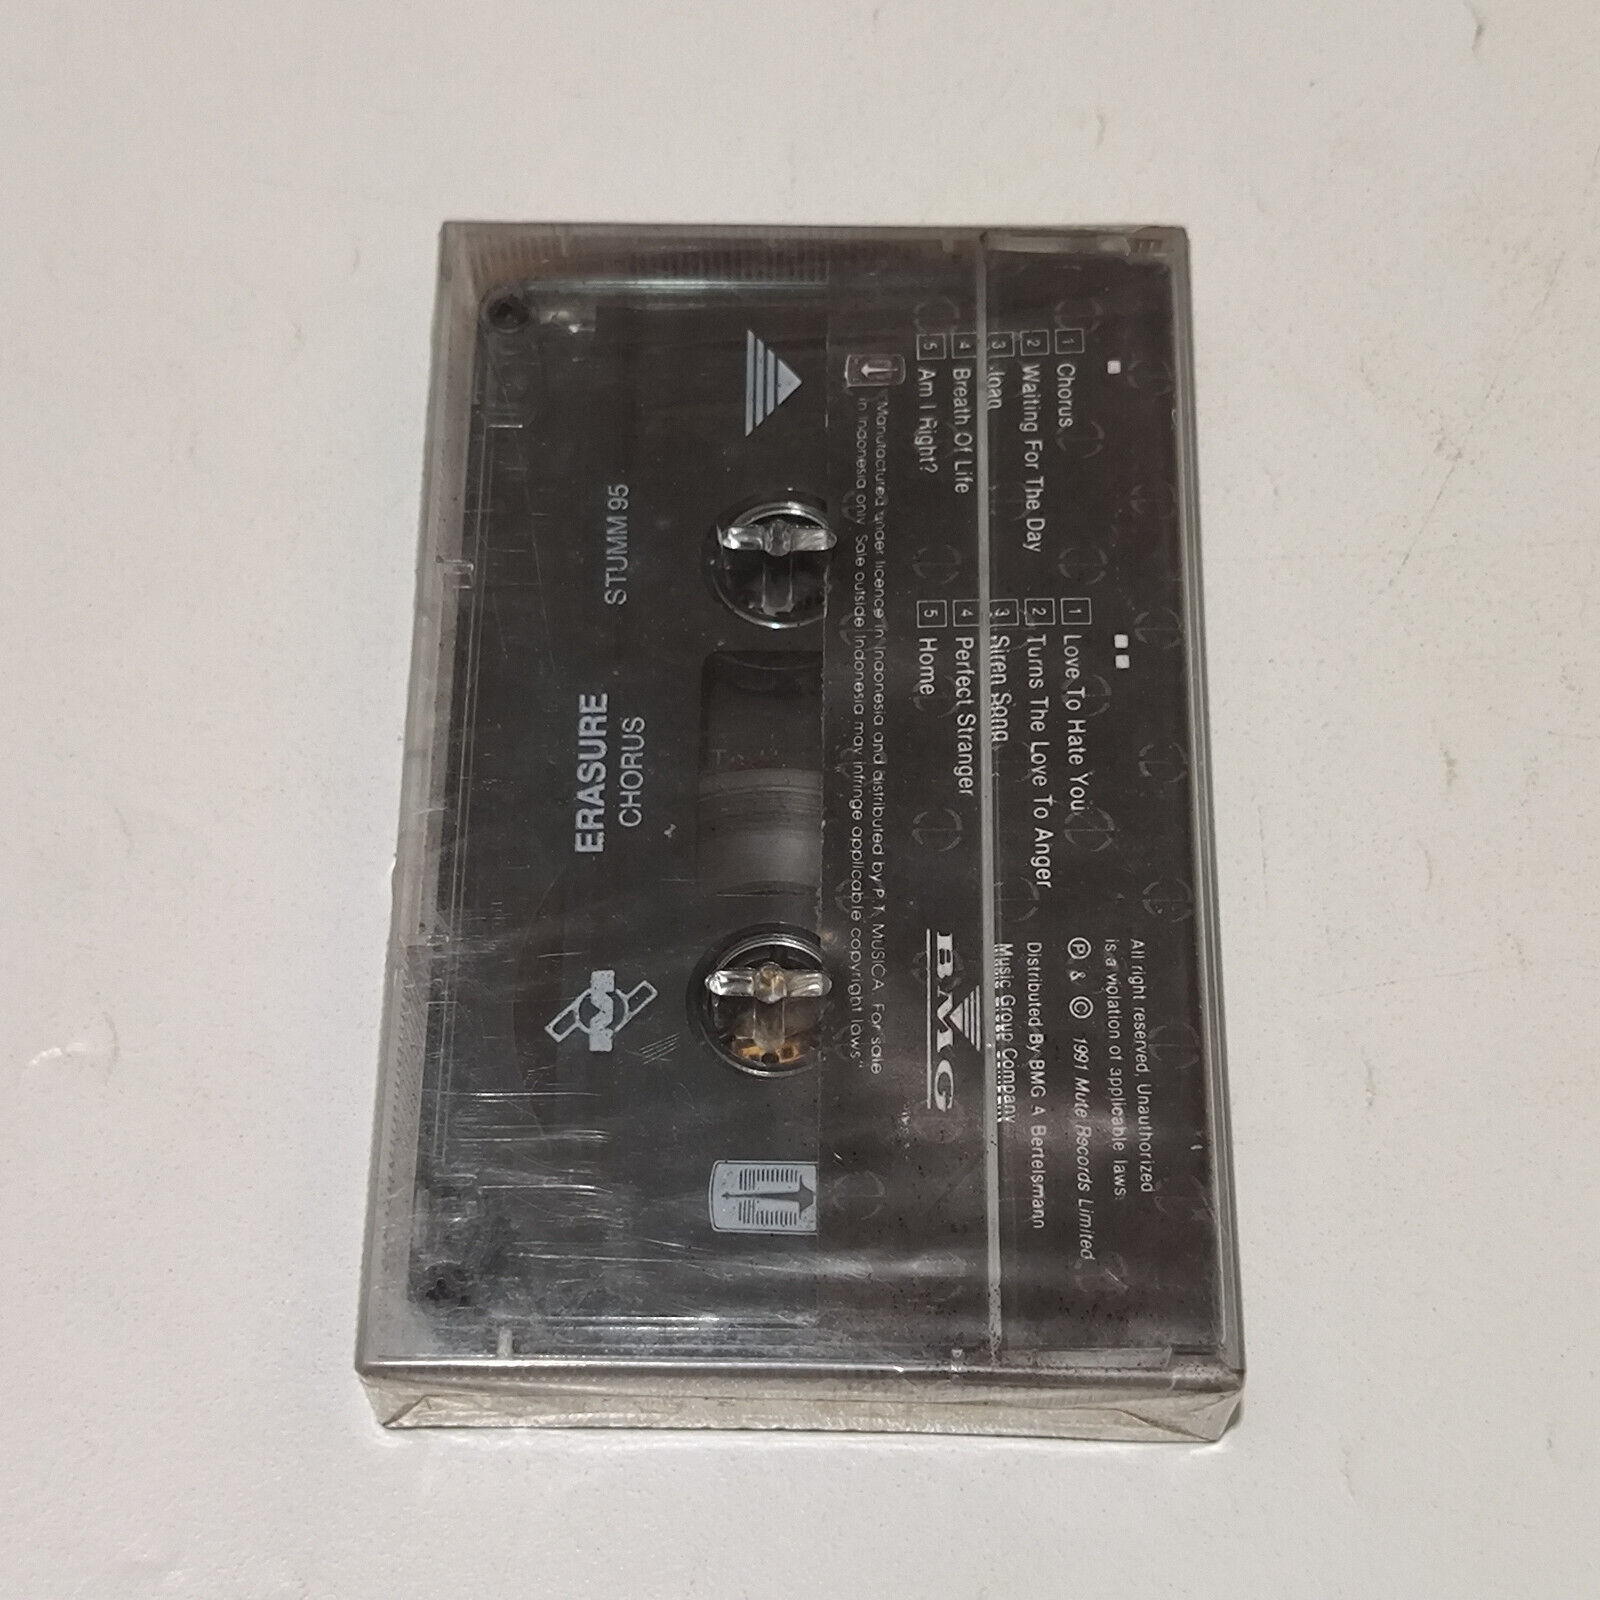 1 Chorus
2 Waiting For The Day
3 Joan
4 Breath Of Life
5 Am I Right?
1 Love To Hate You
2 Turns The Love To Anger
3 Siren Song
4 Perfect Stranger
5 Home
All right reserved, Unauthorized
is a violation of applicable laws.
℗ & © 1991 Mute Records Limited
Distributed By BMG A Bertelsmann
Music Group Company
BMG
"Manufactured under licence in Indonesia and distributed by P.T. MUSICA. For sale
in Indonesia only. Sale outside Indonesia may infringe applicable copyright laws"
STUMM 95
ERASURE
CHORUS